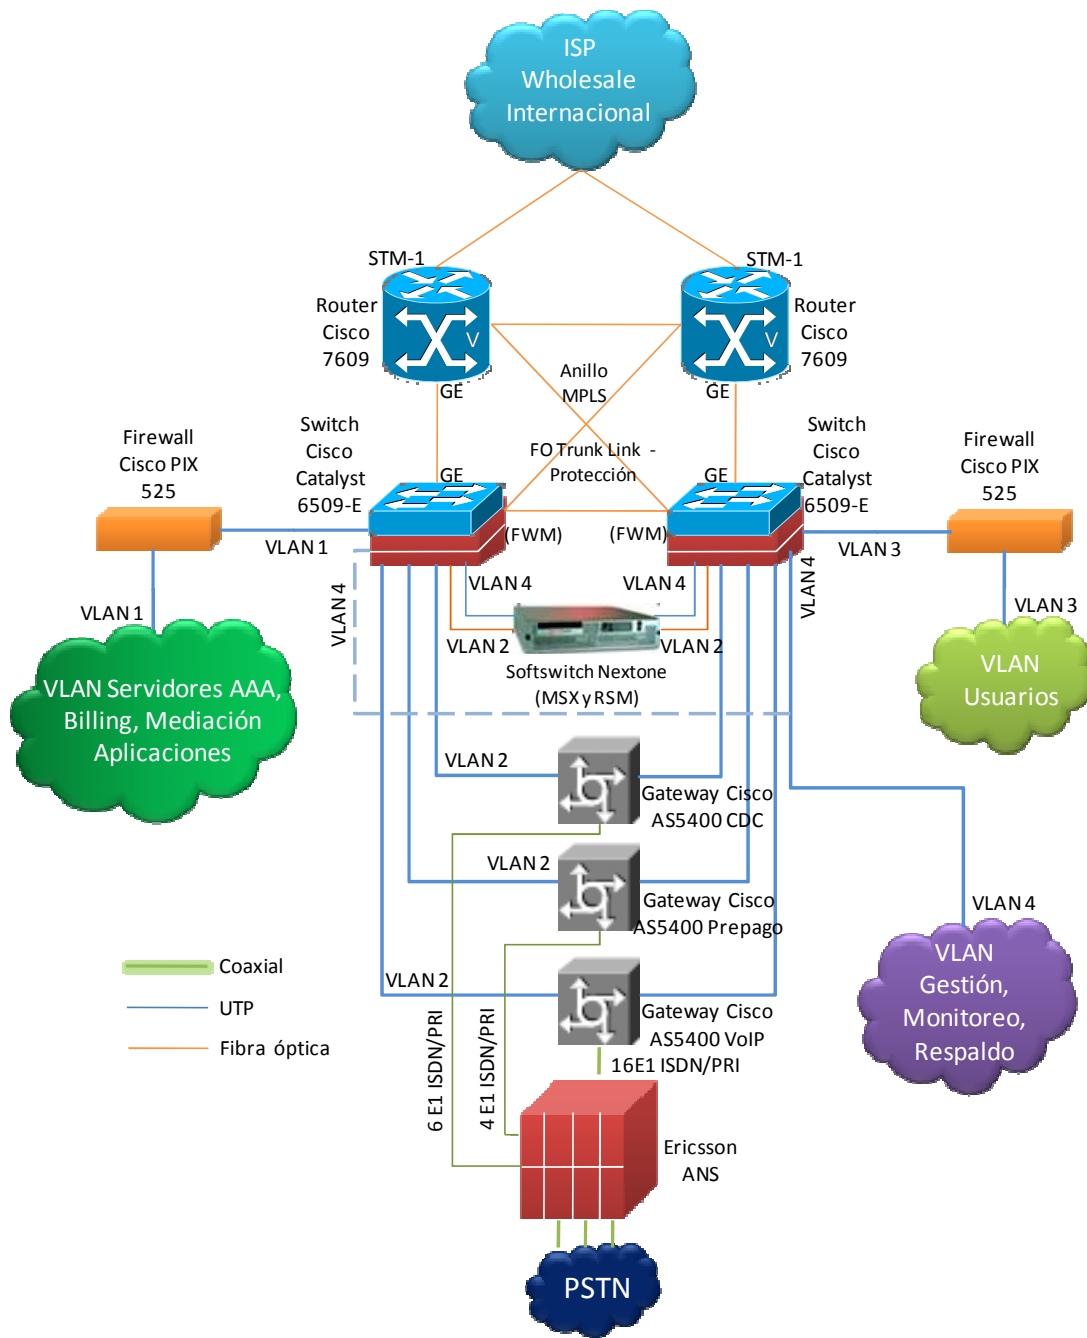 ISP
Wholesale
Internacional
STM-1
STM-1
Router
Cisco
7609
V
V
Router
Cisco
7609
Anillo
MPLS
GE
GE
Switch
Cisco
Catalyst
6509-E
FO Trunk Link -
Protección
Switch
Cisco
Catalyst
6509-E
Firewall
Cisco PIX
525
Firewall
Cisco PIX
525
GE
GE
(FWM)
(FWM)
VLAN 1
VLAN 3
VLAN 4
VLAN 4
VLAN 4
VLAN 4
VLAN 1
VLAN 3
VLAN 2
VLAN 2
Softswitch Nextone
(MSX y RSM)
VLAN Servidores AAA,
Billing, Mediación
Aplicaciones
VLAN
Usuarios
VLAN 2
Gateway Cisco
AS5400 CDC
VLAN 2
Gateway Cisco
AS5400 Prepago
VLAN 4
VLAN
Gestión,
Monitoreo,
Respaldo
Coaxial
UTP
Fibra óptica
VLAN 2
Gateway Cisco
AS5400 VoIP
16E1 ISDN/PRI
6 E1 ISDN/PRI
4 E1 ISDN/PRI
Ericsson
ANS
PSTN